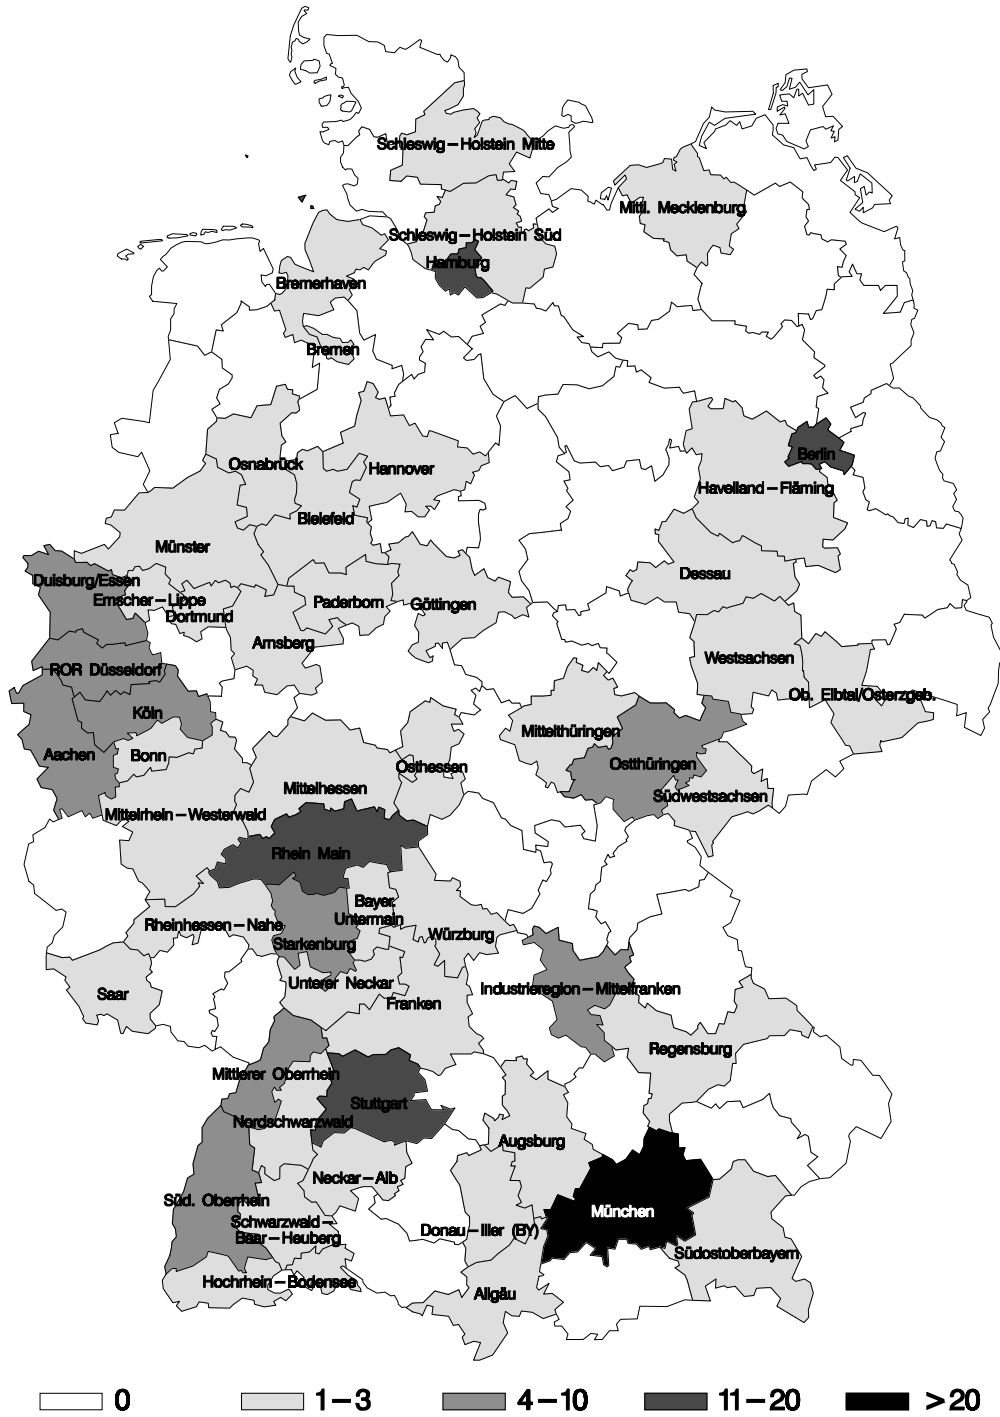 Schleswig–Holstein Mitte
Mittl. Mecklenburg
Schleswig–Holstein Süd
Hamburg
Bremerhaven
Bremen
Berlin
Osnabrück
Hannover
Havelland–Fläming
Bielefeld
Münster
Dessau
Duisburg/Essen
Emscher–Lippe
Paderborn
Göttingen
Dortmund
Arnsberg
Westsachsen
ROR Düsseldorf
Ob. Elbtal/Osterzgeb.
Köln
Mittelthüringen
Aachen
Bonn
Osthessen
Ostthüringen
Mittelhessen
Südwestsachsen
Mittelrhein–Westerwald
Rhein Main
Bayer.
Untermain
Rheinhessen–Nahe
Würzburg
Starkenburg
Unterer Neckar
Industrieregion–Mittelfranken
Saar
Franken
Regensburg
Mittlerer Oberrhein
Stuttgart
Nordschwarzwald
Augsburg
Neckar–Alb
Süd. Oberrhein
München
Schwarzwald–
Baar–Heuberg
Donau–Iller (BY)
Südostoberbayern
Hochrhein–Bodensee
Allgäu
0 1–3 4–10 11–20 >20